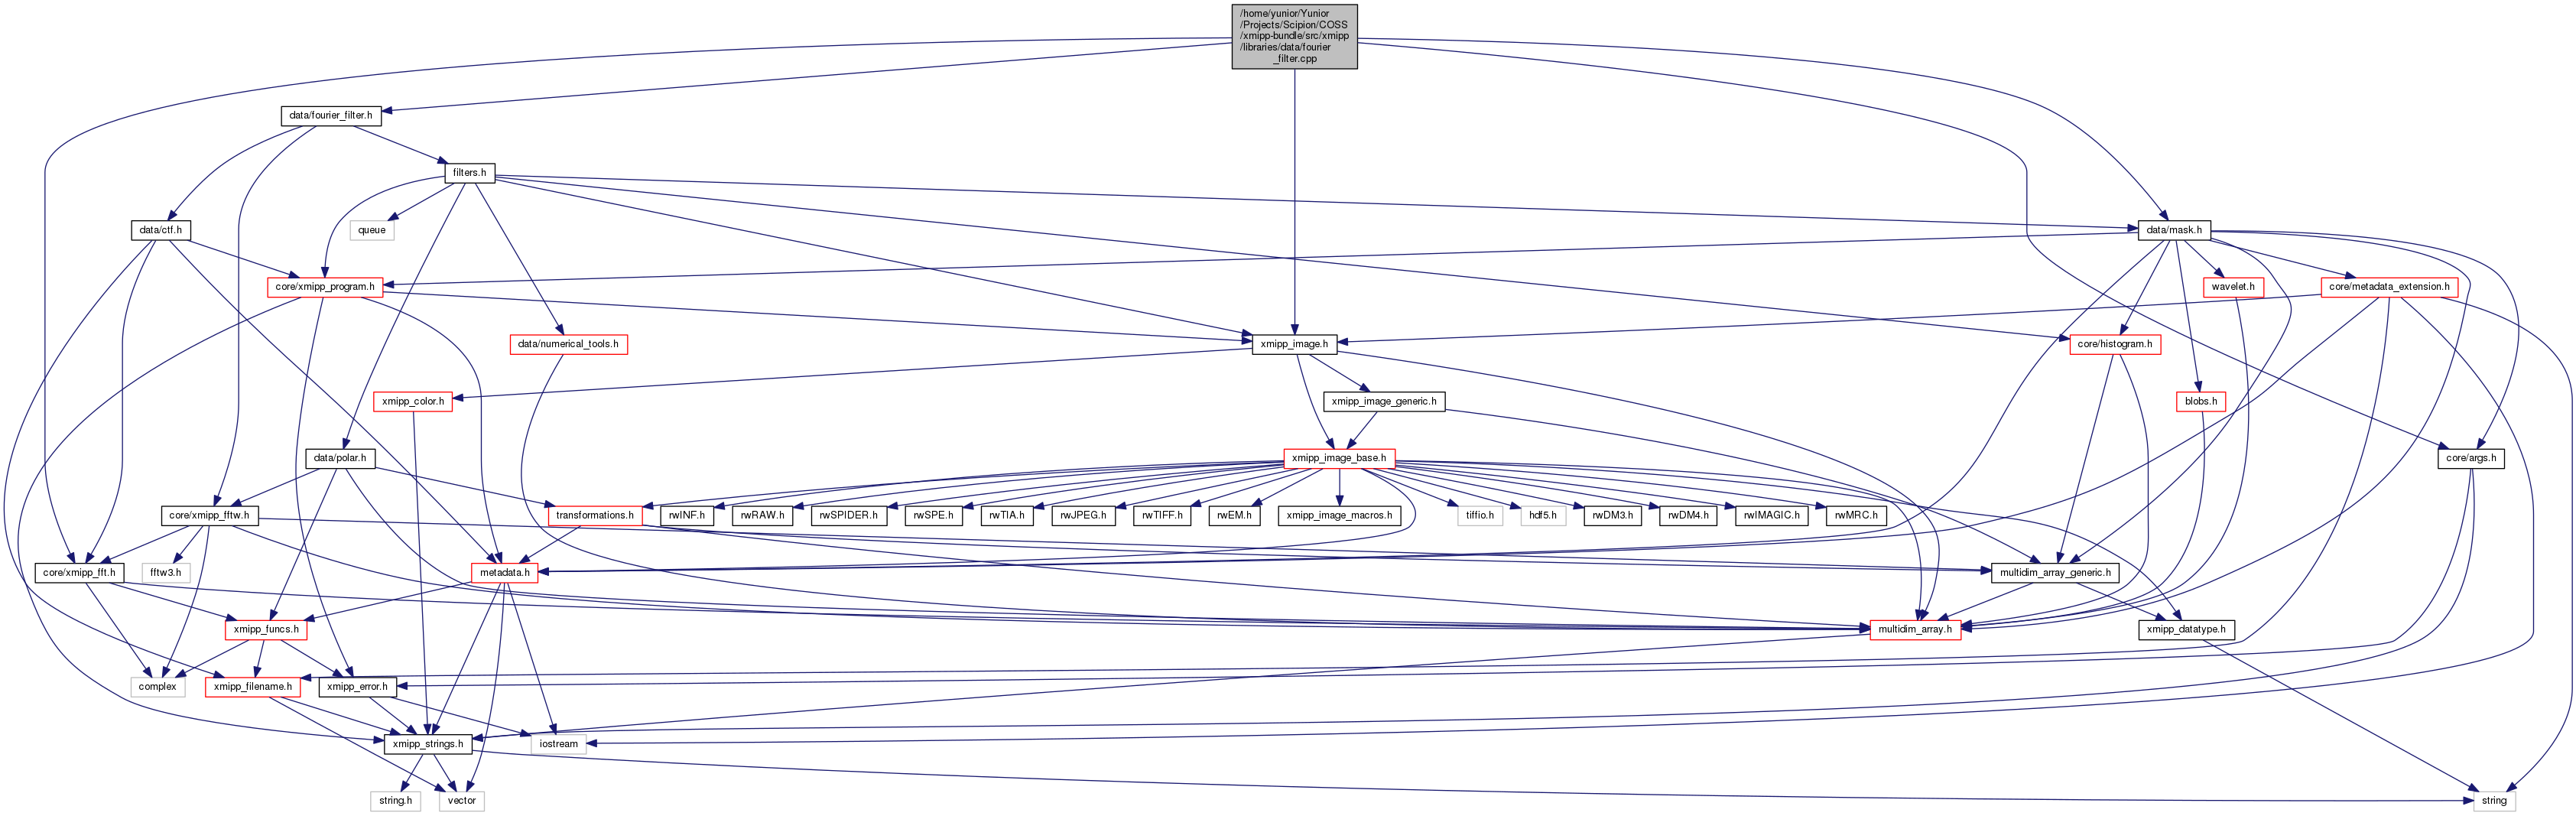 /home/yunior/Yunior
/Projects/Scipion/COSS
/xmipp-bundle/src/xmipp
/libraries/data/fourier
_filter.cpp
data/fourier_filter.h
filters.h
data/ctf.h
queue
data/mask.h
core/xmipp_program.h
wavelet.h
core/metadata_extension.h
data/numerical_tools.h
xmipp_image.h
core/histogram.h
xmipp_color.h
xmipp_image_generic.h
blobs.h
data/polar.h
xmipp_image_base.h
core/args.h
core/xmipp_fftw.h
transformations.h
rwINF.h
rwRAW.h
rwSPIDER.h
rwSPE.h
rwTIA.h
rwJPEG.h
rwTIFF.h
rwEM.h
xmipp_image_macros.h
tiffio.h
hdf5.h
rwDM3.h
rwDM4.h
rwIMAGIC.h
rwMRC.h
core/xmipp_fft.h
fftw3.h
metadata.h
multidim_array_generic.h
xmipp_funcs.h
multidim_array.h
xmipp_datatype.h
complex
xmipp_filename.h
xmipp_error.h
xmipp_strings.h
iostream
string.h
vector
string